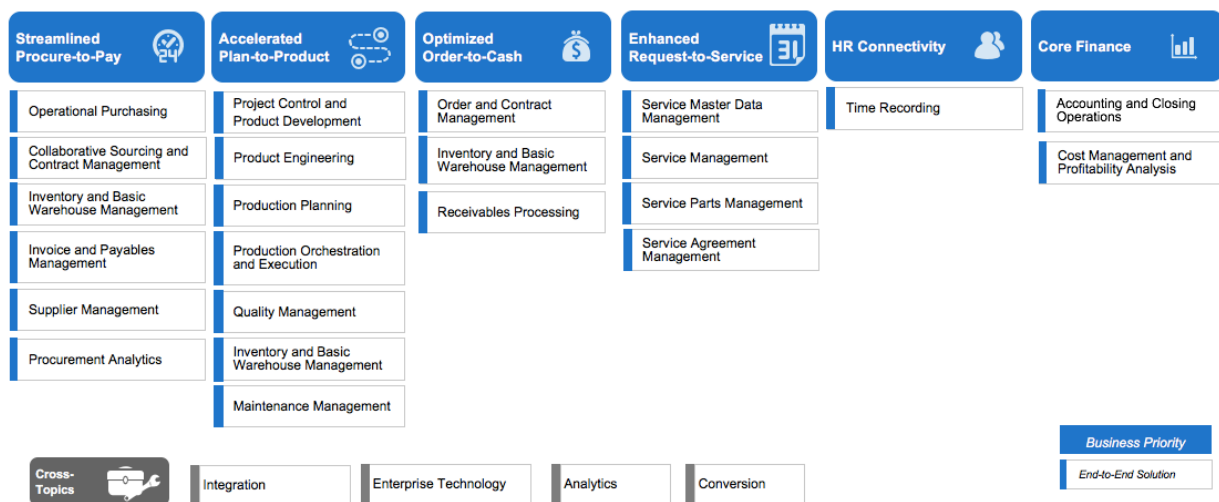 Streamlined
Procure-to-Pay
24
Accelerated
Plan-to-Product
Optimized
Order-to-Cash
$
Enhanced
Request-to-Service
31
HR Connectivity
Core Finance
Operational Purchasing
Collaborative Sourcing and
Contract Management
Inventory and Basic
Warehouse Management
Invoice and Payables
Management
Supplier Management
Procurement Analytics
Project Control and
Product Development
Product Engineering
Production Planning
Production Orchestration
and Execution
Quality Management
Inventory and Basic
Warehouse Management
Maintenance Management
Order and Contract
Management
Inventory and Basic
Warehouse Management
Receivables Processing
Service Master Data
Management
Service Management
Service Parts Management
Service Agreement
Management
Time Recording
Accounting and Closing
Operations
Cost Management and
Profitability Analysis
Business Priority
End-to-End Solution
Cross-
Topics
Integration
Enterprise Technology
Analytics
Conversion